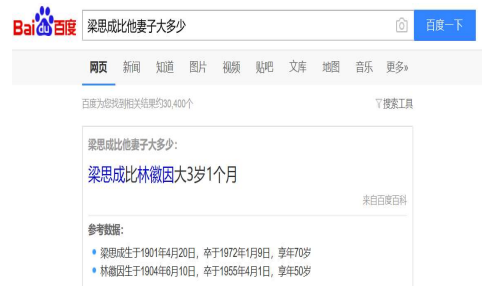 Bai du 百度 梁思成比他妻子大多少 百度一下
网页 新闻 知道 图片 视频 贴吧 文库 地图 音乐 更多»
百度为您找到相关结果约30,400个 搜索工具
梁思成比他妻子大多少:
梁思成比林徽因大3岁1个月
来自百度百科
参考数据:
梁思成生于1901年4月20日，卒于1972年1月9日，享年70岁
林徽因生于1904年6月10日，卒于1955年4月1日，享年50岁